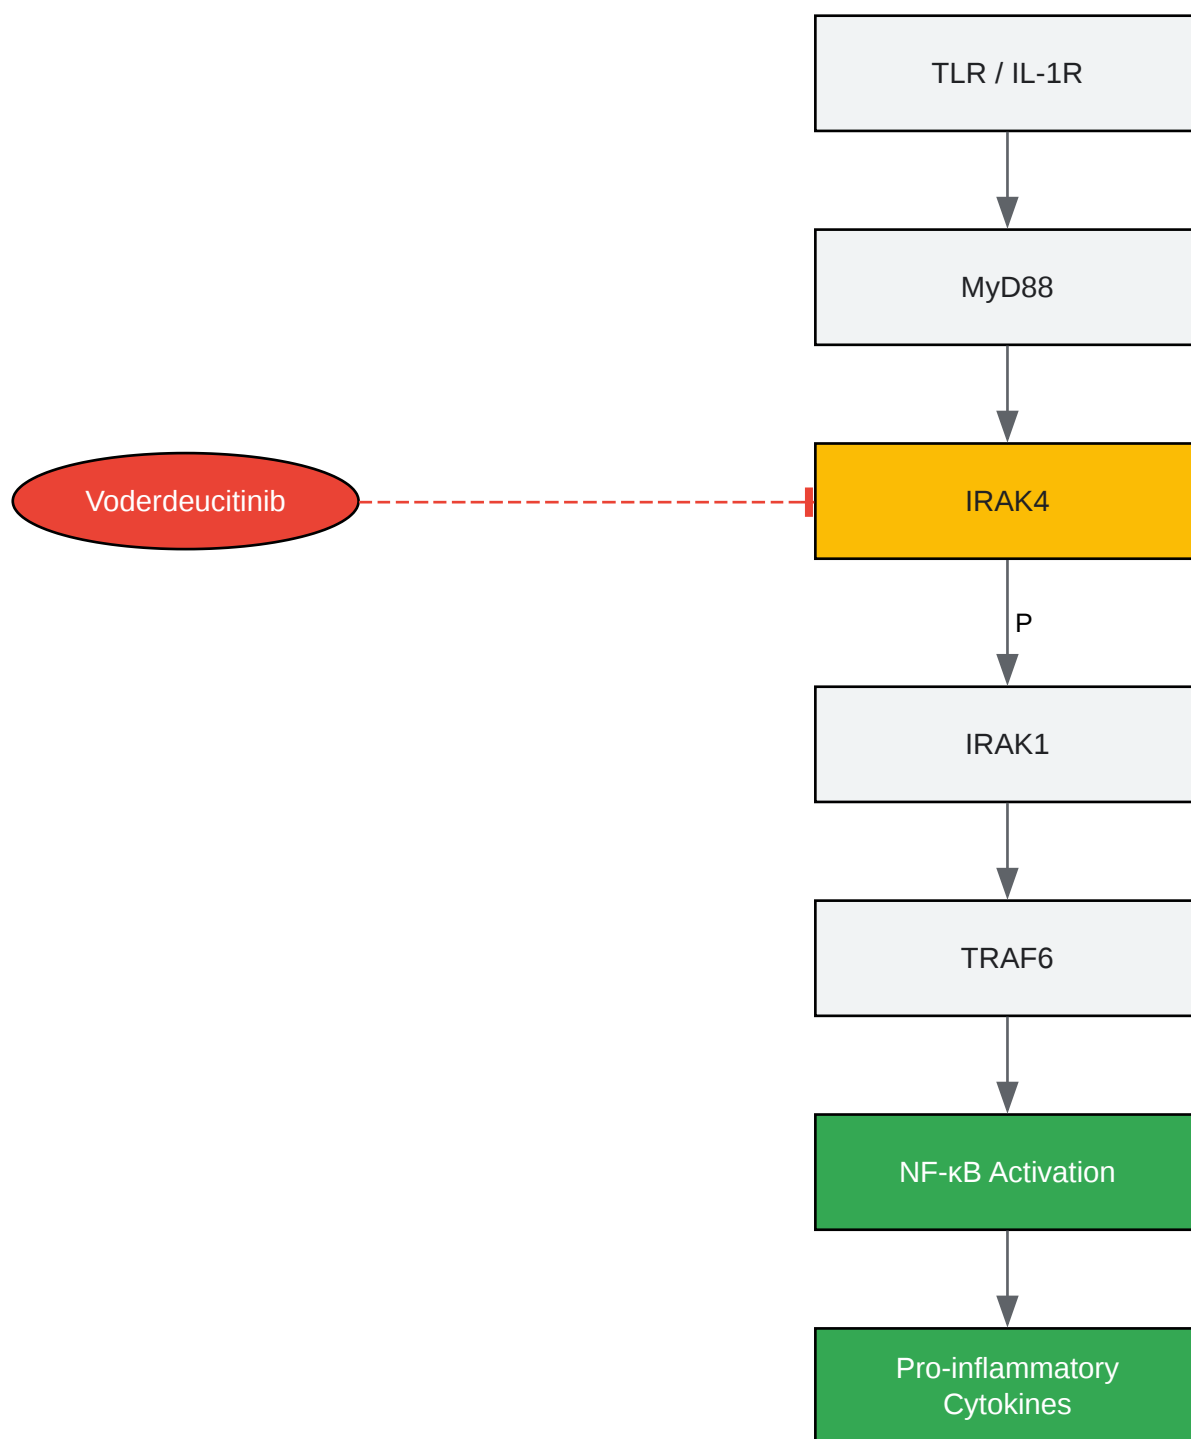 TLR / IL-1R
MyD88
Voderdeucitinib
IRAK4
P
IRAK1
TRAF6
NF-κB Activation
Pro-inflammatory
Cytokines